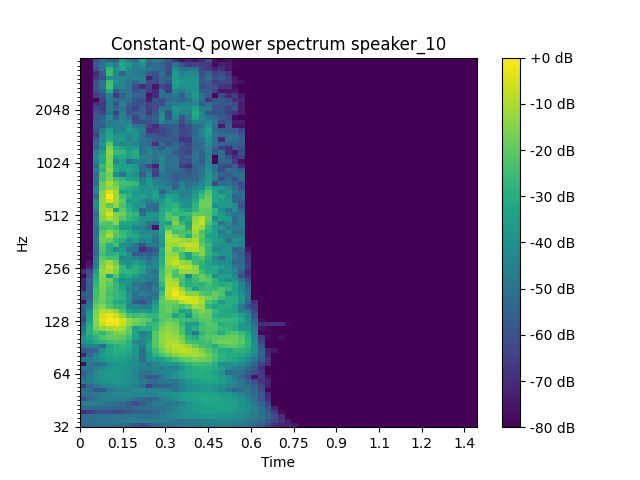 Constant-Q power spectrum speaker_10
Hz
2048
1024
512
256
128
64
32
0 0.15 0.3 0.45 0.6 0.75 0.9 1.1 1.2 1.4
Time
+0 dB
-10 dB
-20 dB
-30 dB
-40 dB
-50 dB
-60 dB
-70 dB
-80 dB